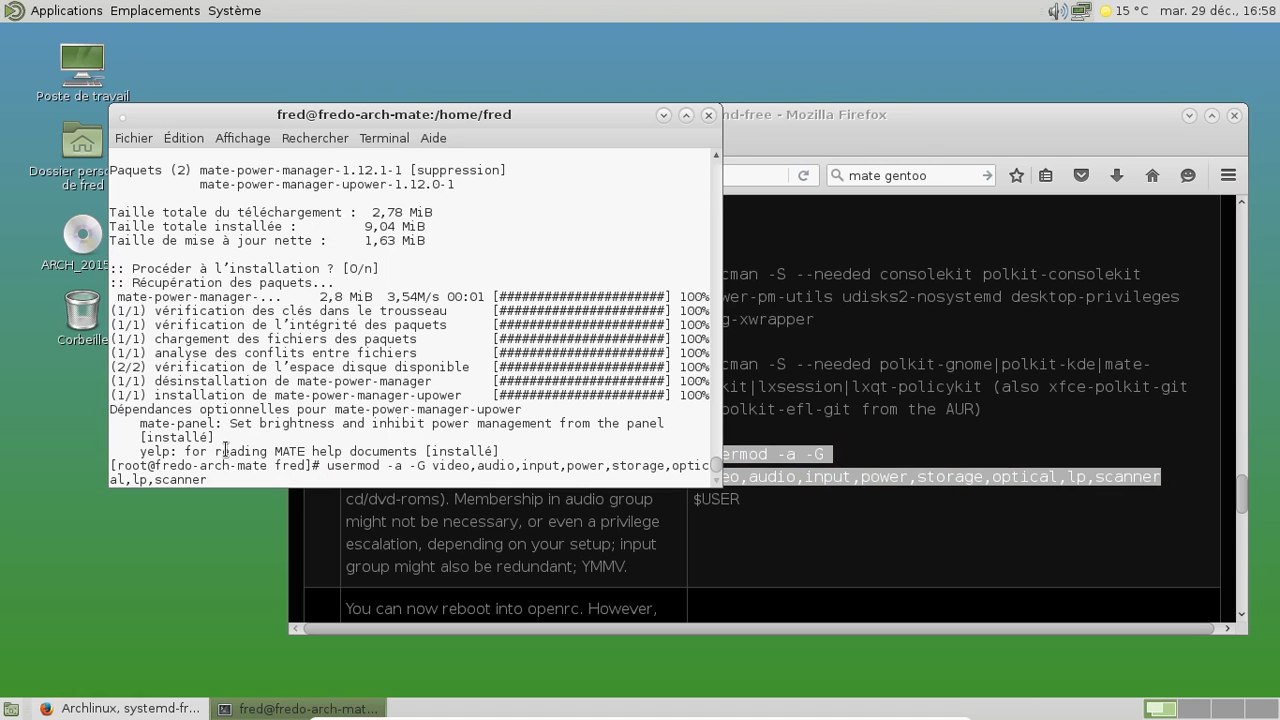 Applications Emplacements Système
15 °C mar. 29 déc., 16:58
Poste de travail
Dossier perso
de fred
ARCH_2015
Corbeille
fred@fredo-arch-mate:/home/fred
Fichier Édition Affichage Rechercher Terminal Aide
Paquets (2) mate-power-manager-1.12.1-1 [suppression]
mate-power-manager-upower-1.12.0-1
Taille totale du téléchargement : 2,78 MiB
Taille totale installée : 9,04 MiB
Taille de mise à jour nette : 1,63 MiB
:: Procéder à l’installation ? [O/n]
:: Récupération des paquets...
mate-power-manager-... 2,8 MiB 3,54M/s 00:01 [######################] 100%
(1/1) vérification des clés dans le trousseau [######################] 100%
(1/1) vérification de l’intégrité des paquets [######################] 100%
(1/1) chargement des fichiers des paquets [######################] 100%
(1/1) analyse des conflits entre fichiers [######################] 100%
(2/2) vérification de l’espace disque disponible [######################] 100%
(1/1) désinstallation de mate-power-manager [######################] 100%
(1/1) installation de mate-power-manager-upower [######################] 100%
Dépendances optionnelles pour mate-power-manager-upower
mate-panel: Set brightness and inhibit power management from the panel
[installé]
yelp: for reading MATE help documents [installé]
[root@fredo-arch-mate fred]# usermod -a -G video,audio,input,power,storage,optic
al,lp,scanner
nd-free - Mozilla Firefox
mate gentoo
cman -S --needed consolekit polkit-consolekit
wer-pm-utils udisks2-nosystemd desktop-privileges
g-xwrapper
cman -S --needed polkit-gnome|polkit-kde|mate-
kit|lxsession|lxqt-policykit (also xfce-polkit-git
polkit-efl-git from the AUR)
ermod -a -G
eo,audio,input,power,storage,optical,lp,scanner
$USER
cd/dvd-roms). Membership in audio group
might not be necessary, or even a privilege
escalation, depending on your setup; input
group might also be redundant; YMMV.
You can now reboot into openrc. However,
Archlinux, systemd-fr...
fred@fredo-arch-mat...